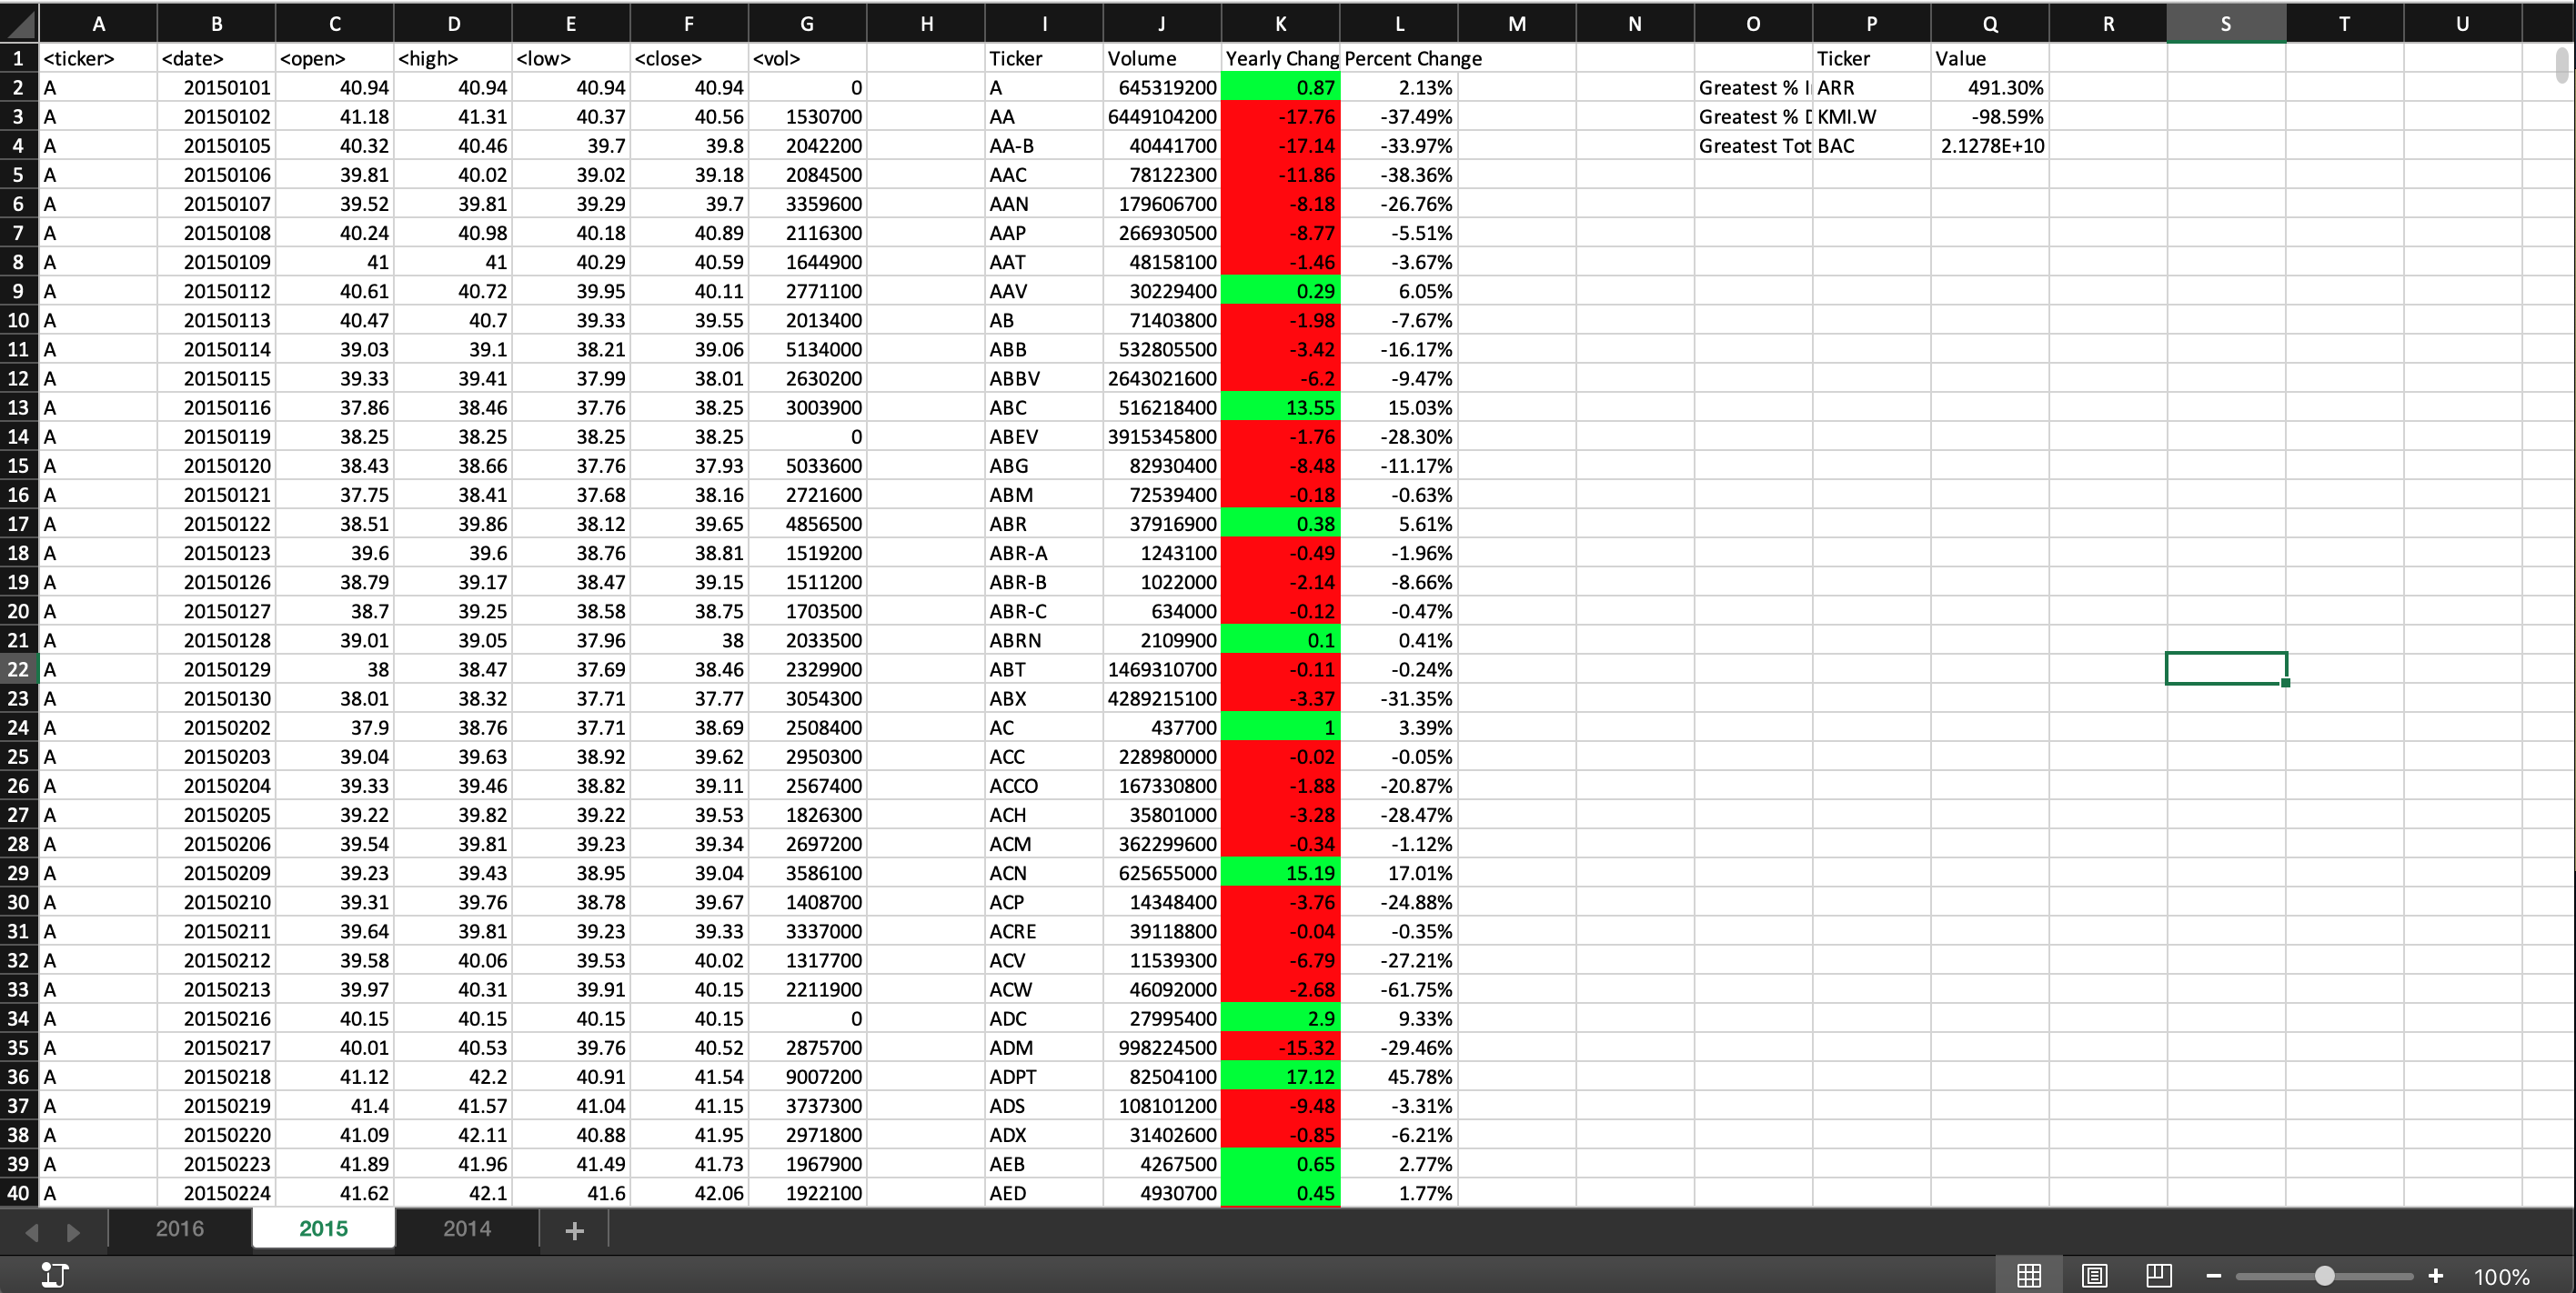 A B C D E F G H I J K L M N O P Q R S T U
1 <ticker> <date> <open> <high> <low> <close> <vol> Ticker Volume Yearly Chang Percent Change Ticker Value
2 A 20150101 40.94 40.94 40.94 40.94 0 A 645319200 0.87 2.13% Greatest % I ARR 491.30%
3 A 20150102 41.18 41.31 40.37 40.56 1530700 AA 6449104200 -17.76 -37.49% Greatest % D KMI.W -98.59%
4 A 20150105 40.32 40.46 39.7 39.8 2042200 AA-B 40441700 -17.14 -33.97% Greatest Tot BAC 2.1278E+10
5 A 20150106 39.81 40.02 39.02 39.18 2084500 AAC 78122300 -11.86 -38.36%
6 A 20150107 39.52 39.81 39.29 39.7 3359600 AAN 179606700 -8.18 -26.76%
7 A 20150108 40.24 40.98 40.18 40.89 2116300 AAP 266930500 -8.77 -5.51%
8 A 20150109 41 41 40.29 40.59 1644900 AAT 48158100 -1.46 -3.67%
9 A 20150112 40.61 40.72 39.95 40.11 2771100 AAV 30229400 0.29 6.05%
10 A 20150113 40.47 40.7 39.33 39.55 2013400 AB 71403800 -1.98 -7.67%
11 A 20150114 39.03 39.1 38.21 39.06 5134000 ABB 532805500 -3.42 -16.17%
12 A 20150115 39.33 39.41 37.99 38.01 2630200 ABBV 2643021600 -6.2 -9.47%
13 A 20150116 37.86 38.46 37.76 38.25 3003900 ABC 516218400 13.55 15.03%
14 A 20150119 38.25 38.25 38.25 38.25 0 ABEV 3915345800 -1.76 -28.30%
15 A 20150120 38.43 38.66 37.76 37.93 5033600 ABG 82930400 -8.48 -11.17%
16 A 20150121 37.75 38.41 37.68 38.16 2721600 ABM 72539400 -0.18 -0.63%
17 A 20150122 38.51 39.86 38.12 39.65 4856500 ABR 37916900 0.38 5.61%
18 A 20150123 39.6 39.6 38.76 38.81 1519200 ABR-A 1243100 -0.49 -1.96%
19 A 20150126 38.79 39.17 38.47 39.15 1511200 ABR-B 1022000 -2.14 -8.66%
20 A 20150127 38.7 39.25 38.58 38.75 1703500 ABR-C 634000 -0.12 -0.47%
21 A 20150128 39.01 39.05 37.96 38 2033500 ABRN 2109900 0.1 0.41%
22 A 20150129 38 38.47 37.69 38.46 2329900 ABT 1469310700 -0.11 -0.24%
23 A 20150130 38.01 38.32 37.71 37.77 3054300 ABX 4289215100 -3.37 -31.35%
24 A 20150202 37.9 38.76 37.71 38.69 2508400 AC 437700 1 3.39%
25 A 20150203 39.04 39.63 38.92 39.62 2950300 ACC 228980000 -0.02 -0.05%
26 A 20150204 39.33 39.46 38.82 39.11 2567400 ACCO 167330800 -1.88 -20.87%
27 A 20150205 39.22 39.82 39.22 39.53 1826300 ACH 35801000 -3.28 -28.47%
28 A 20150206 39.54 39.81 39.23 39.34 2697200 ACM 362299600 -0.34 -1.12%
29 A 20150209 39.23 39.43 38.95 39.04 3586100 ACN 625655000 15.19 17.01%
30 A 20150210 39.31 39.76 38.78 39.67 1408700 ACP 14348400 -3.76 -24.88%
31 A 20150211 39.64 39.81 39.23 39.33 3337000 ACRE 39118800 -0.04 -0.35%
32 A 20150212 39.58 40.06 39.53 40.02 1317700 ACV 11539300 -6.79 -27.21%
33 A 20150213 39.97 40.31 39.91 40.15 2211900 ACW 46092000 -2.68 -61.75%
34 A 20150216 40.15 40.15 40.15 40.15 0 ADC 27995400 2.9 9.33%
35 A 20150217 40.01 40.53 39.76 40.52 2875700 ADM 998224500 -15.32 -29.46%
36 A 20150218 41.12 42.2 40.91 41.54 9007200 ADPT 82504100 17.12 45.78%
37 A 20150219 41.4 41.57 41.04 41.15 3737300 ADS 108101200 -9.48 -3.31%
38 A 20150220 41.09 42.11 40.88 41.95 2971800 ADX 31402600 -0.85 -6.21%
39 A 20150223 41.89 41.96 41.49 41.73 1967900 AEB 4267500 0.65 2.77%
40 A 20150224 41.62 42.1 41.6 42.06 1922100 AED 4930700 0.45 1.77%
2016 2015 2014 +
- + 100%